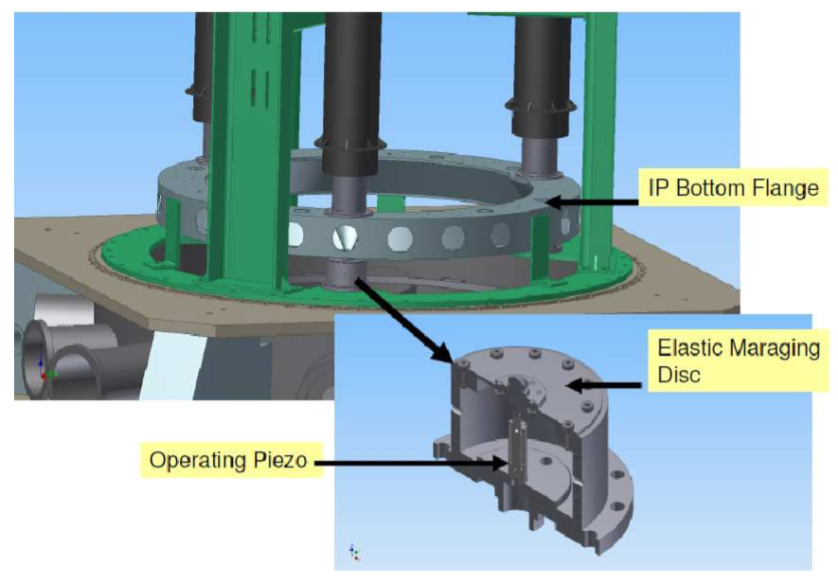 IP Bottom Flange
Elastic Maraging
Disc
Operating Piezo